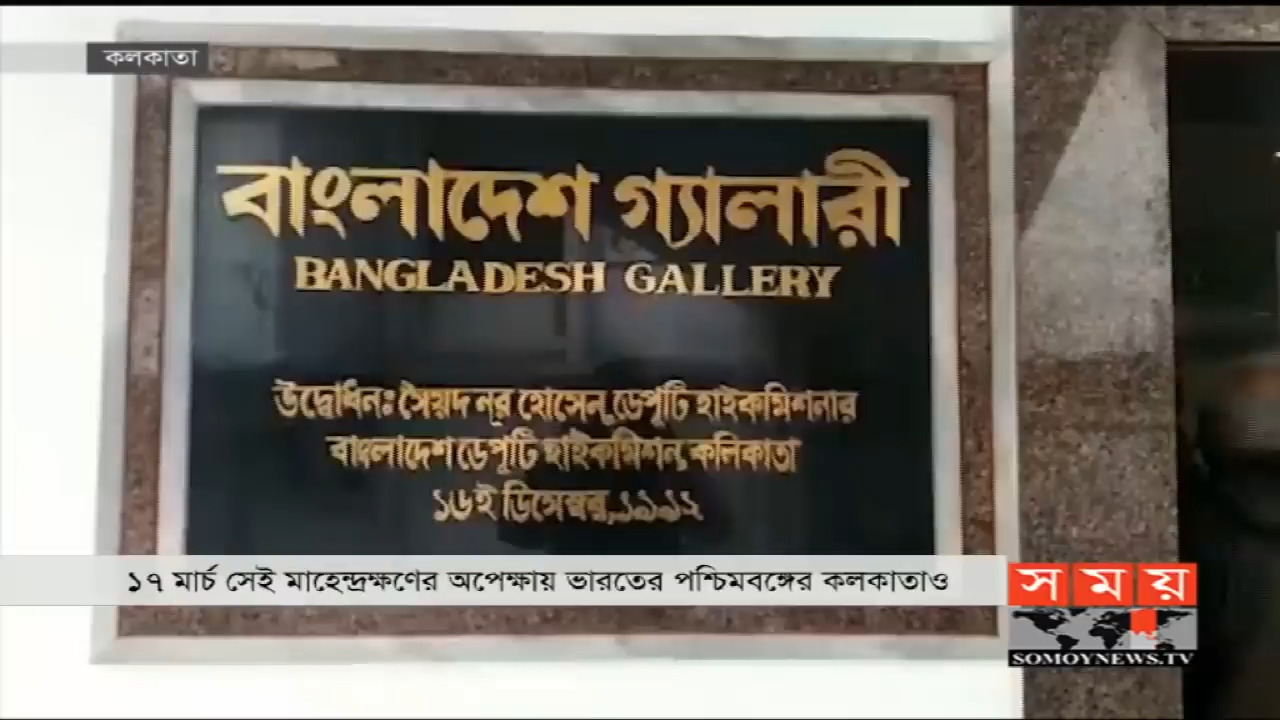 কলকাতা
বাংলাদেশ গ্যালারী
BANGLADESH GALLERY
উদ্বোধন: সৈয়দ নূর হোসেন, ডেপুটি হাইকমিশনার
বাংলাদেশ ডেপুটি হাইকমিশন, কলিকাতা
১৬ই ডিসেম্বর, ১৯৯২
১৭ মার্চ সেই মাহেন্দ্রক্ষণের অপেক্ষায় ভারতের পশ্চিমবঙ্গের কলকাতাও
সময়
SOMOYNEWS.TV